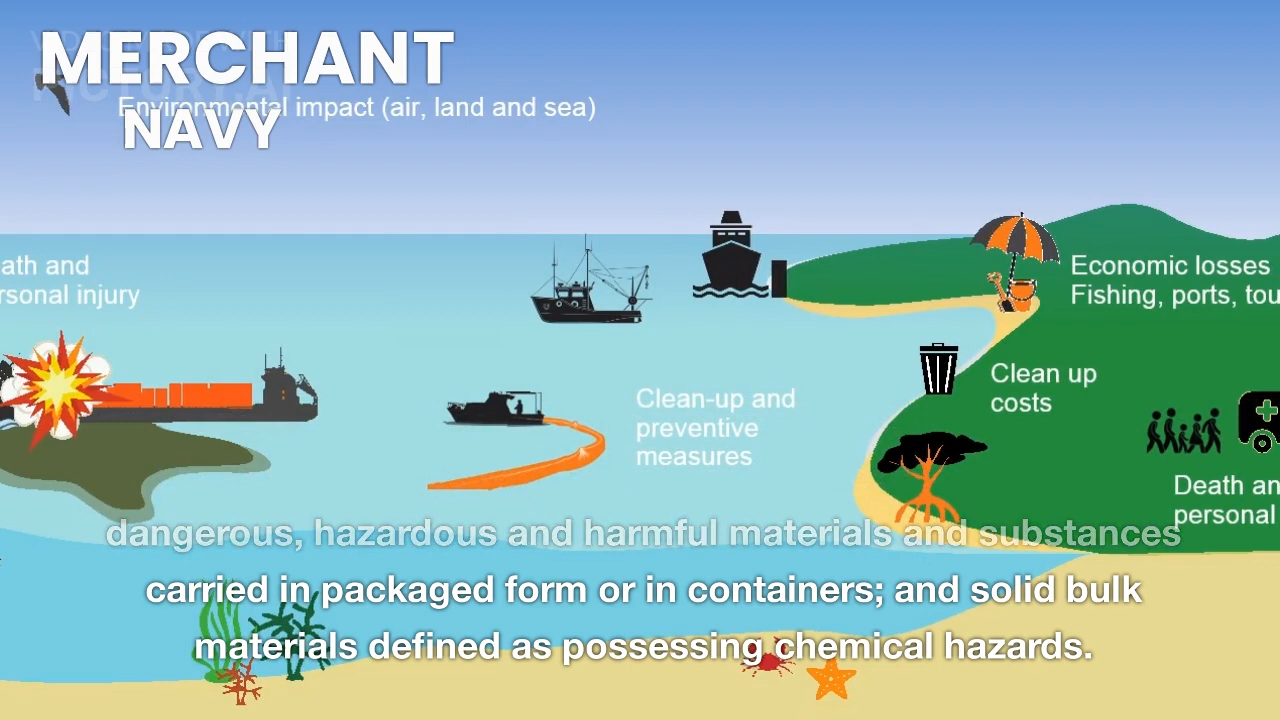 MERCHANT
Environmental impact (air, land and sea)
NAVY
ath and
rsonal injury
Economic losses
Fishing, ports, tou
Clean up
costs
Clean-up and
preventive
measures
Death an
personal
dangerous, hazardous and harmful materials and substances
carried in packaged form or in containers; and solid bulk
materials defined as possessing chemical hazards.